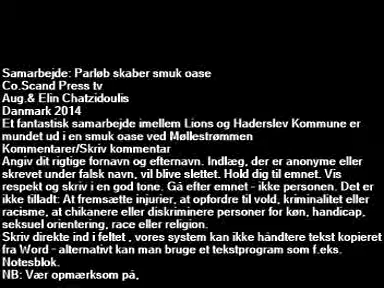 Samarbejde: Parløb skaber smuk oase
Co.Scand Press tv
Aug.& Elin Chatzidoulis
Danmark 2014
Et fantastisk samarbejde imellem Lions og Haderslev Kommune er
mundet ud i en smuk oase ved Møllestrømmen
Kommentarer/Skriv kommentar
Angiv dit rigtige fornavn og efternavn. Indlæg, der er anonyme eller
skrevet under falsk navn, vil blive slettet. Hold dig til emnet. Vis
respekt og skriv i en god tone. Gå efter emnet - ikke personen. Det er
ikke tilladt: At fremsætte injurier, at opfordre til vold, kriminalitet eller
racisme, at chikanere eller diskriminere personer for køn, handicap,
seksuel orientering, race eller religion.
Skriv direkte ind i feltet , vores system kan ikke håndtere tekst kopieret
fra Word - alternativt kan man bruge et tekstprogram som f.eks.
Notesblok.
NB: Vær opmærksom på,